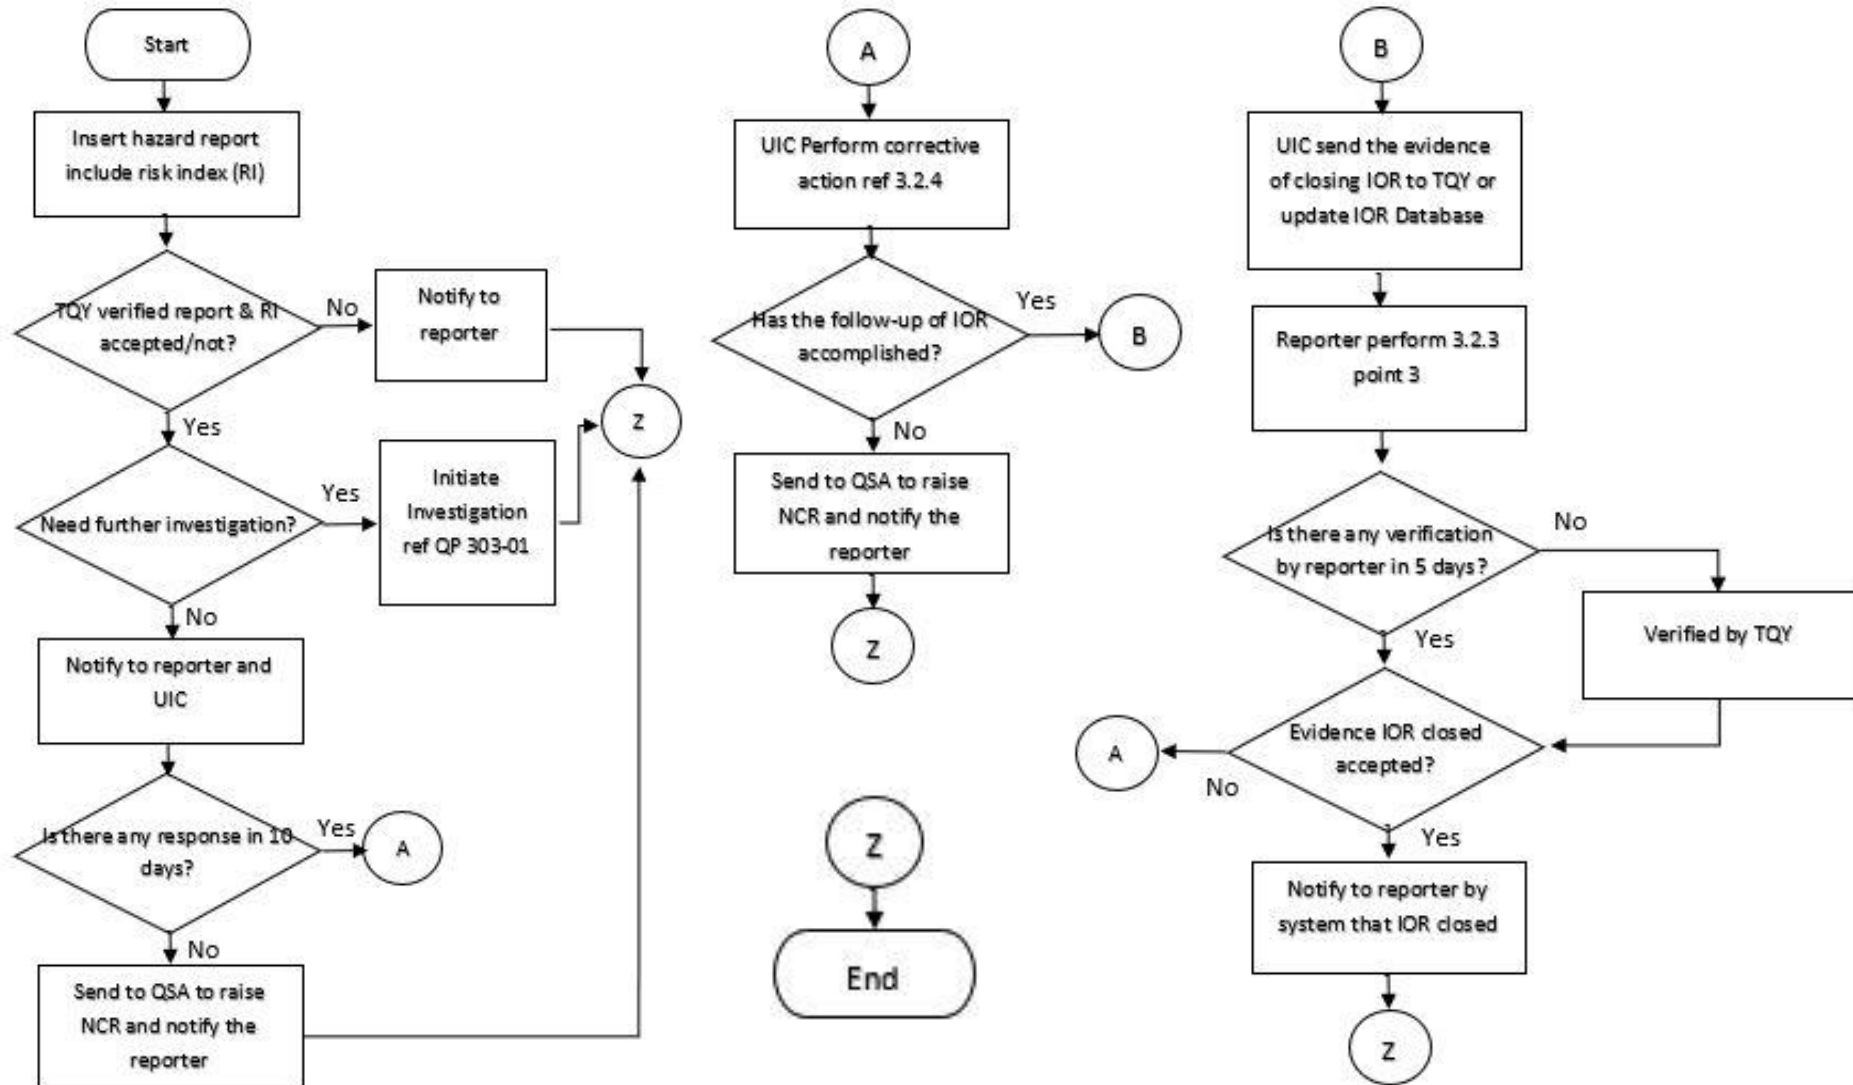 Start
Insert hazard report
include risk index (RI)
TQY verified report & RI
accepted/not?
No
Notify to
reporter
Z
Yes
Need further investigation?
Yes
Initiate
Investigation
ref QP 303-01
No
Notify to reporter and
UIC
Is there any response in 10
days?
Yes
A
No
Send to QSA to raise
NCR and notify the
reporter
A
UIC Perform corrective
action ref 3.2.4
Has the follow-up of IOR
accomplished?
Yes
B
No
Send to QSA to raise
NCR and notify the
reporter
Z
Z
End
B
UIC send the evidence
of closing IOR to TQY or
update IOR Database
Reporter perform 3.2.3
point 3
Is there any verification
by reporter in 5 days?
No
Verified by TQY
Yes
Evidence IOR closed
accepted?
No
A
Yes
Notify to reporter by
system that IOR closed
Z